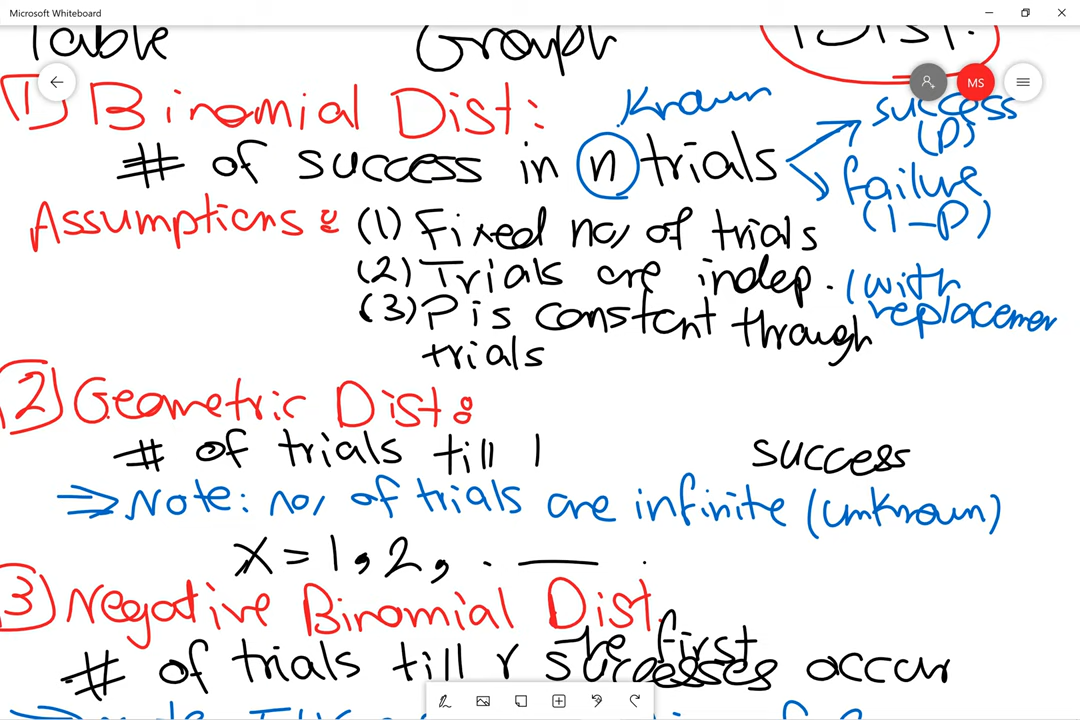 Microsoft Whiteboard
Table Graph Dist.
MS
1) Binomial Dist: Known
success
(P)
# of success in n trials
failure
(1-P)
Assumptions: (1) Fixed no, of trials
(2) Trials are indep. (with
replacemen
(3) P is constant through
trials
2) Geometric Dist:
# of trials till 1 success
⇒ Note: no, of trials are infinite (unknown)
X = 1, 2, . — .
3) Negative Binomial Dist.
the first
# of trials till r successes occur